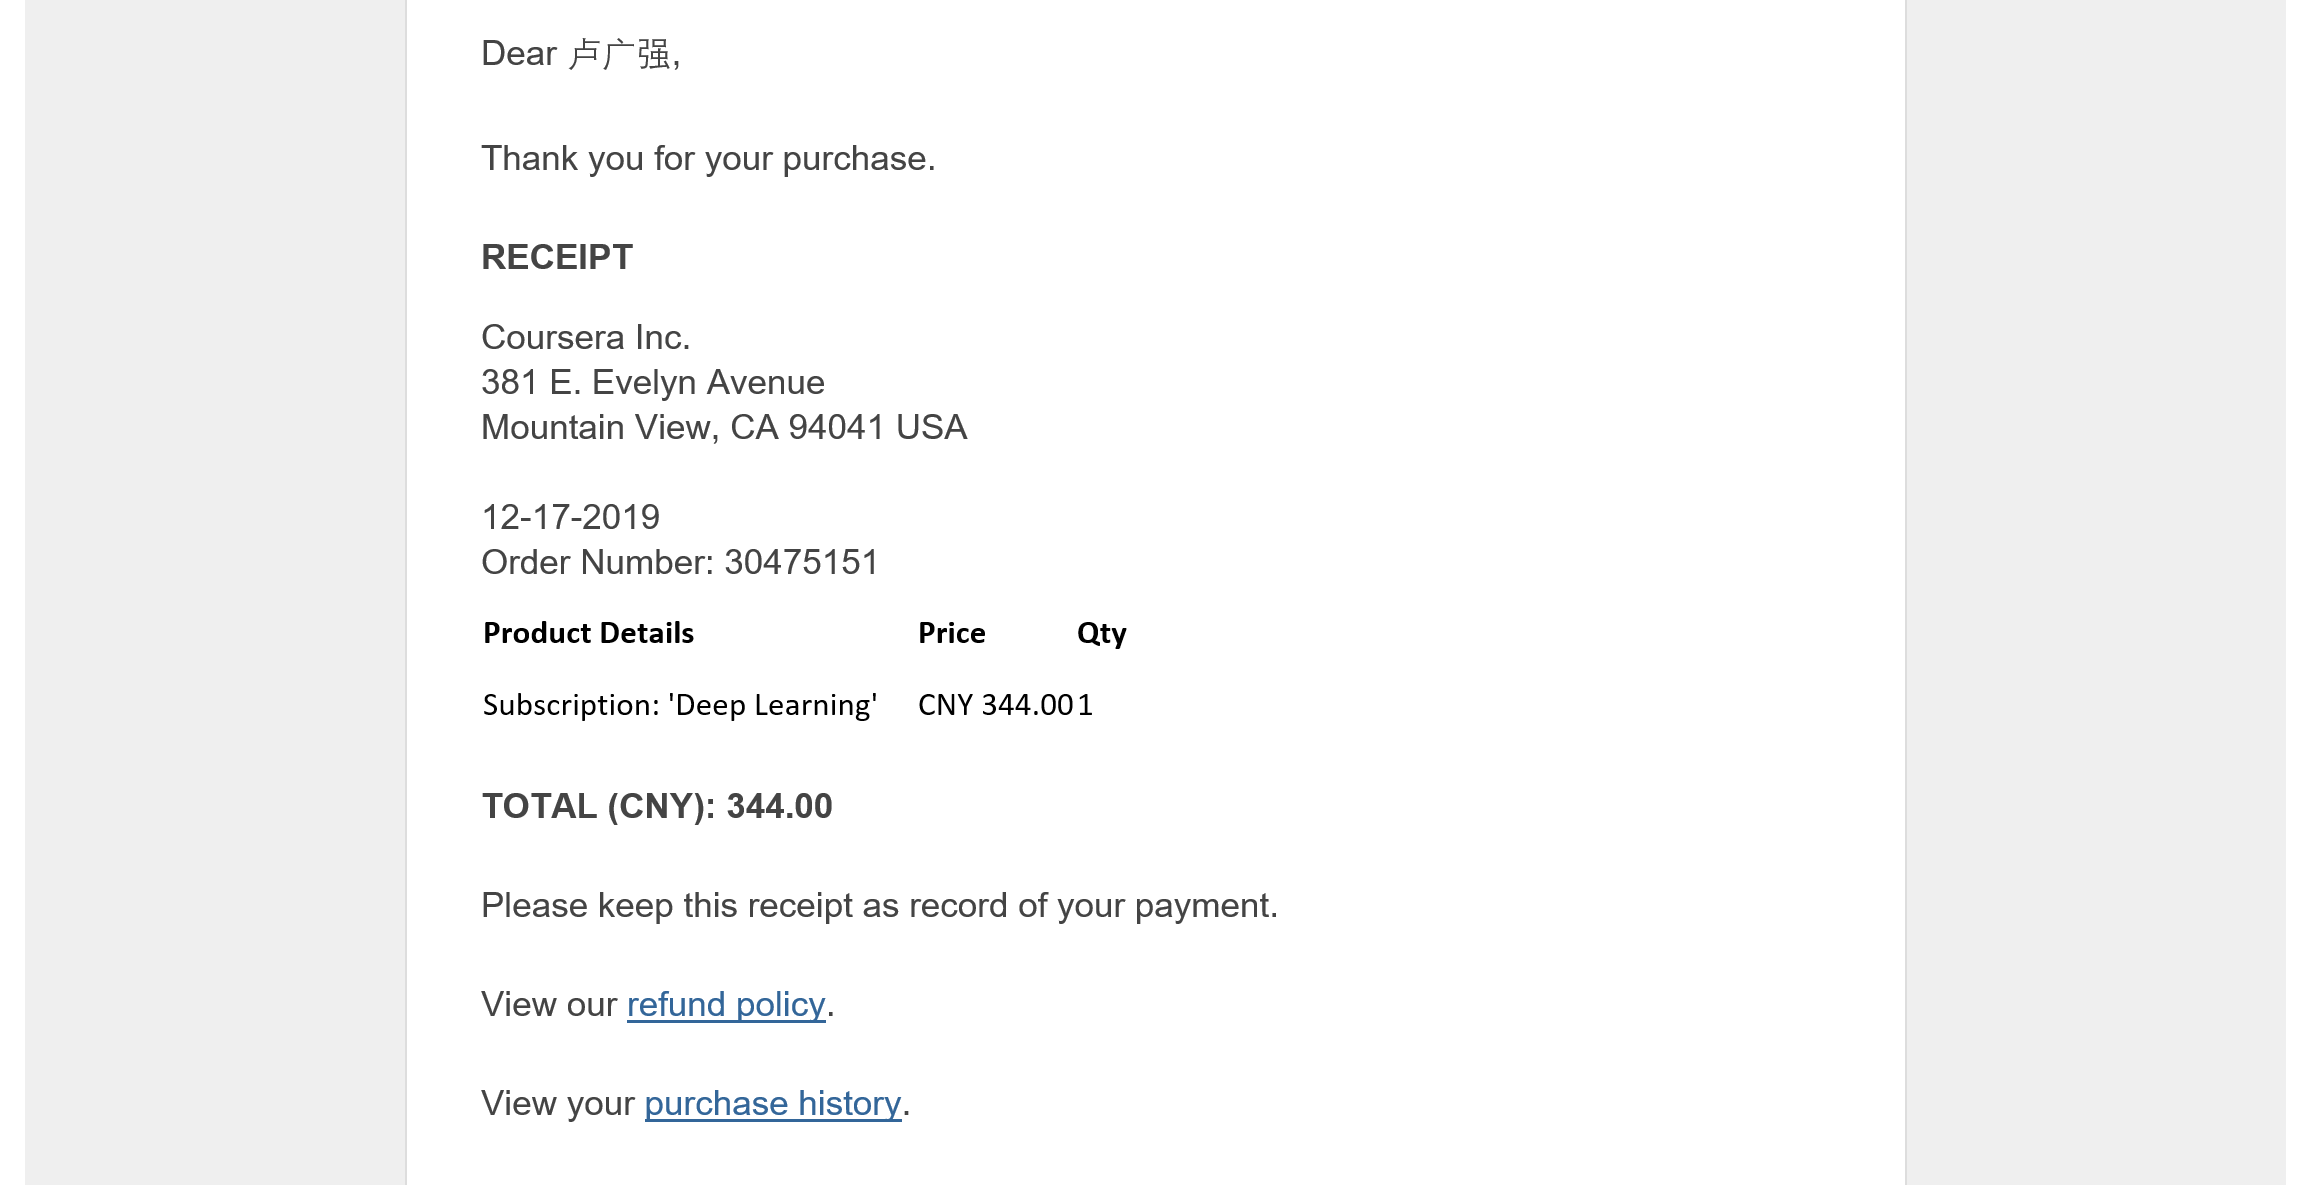 Dear 卢广强,
Thank you for your purchase.
RECEIPT
Coursera Inc.
381 E. Evelyn Avenue
Mountain View, CA 94041 USA
12-17-2019
Order Number: 30475151
Product Details Price Qty
Subscription: 'Deep Learning' CNY 344.00 1
TOTAL (CNY): 344.00
Please keep this receipt as record of your payment.
View our refund policy.
View your purchase history.